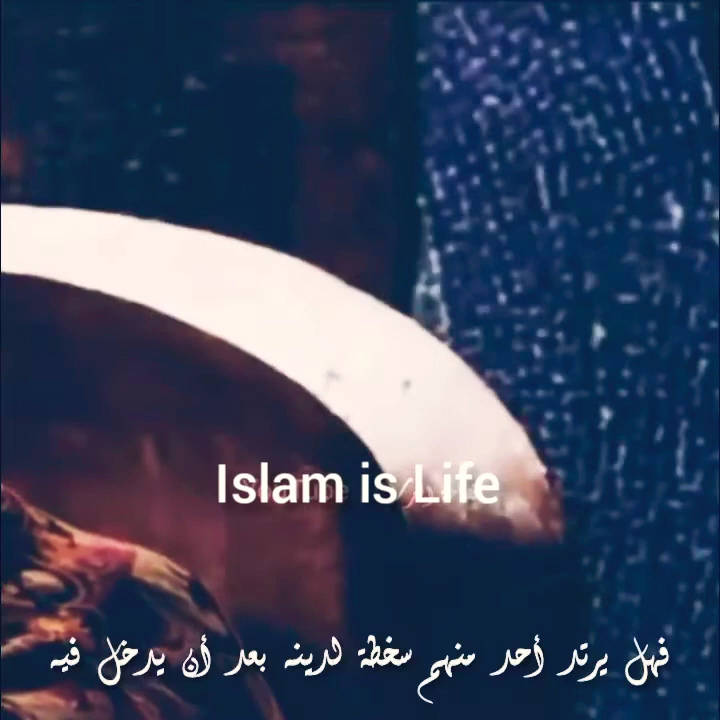 Islam is Life
فهل يرتد أحد منهم سخطة لدينه بعد أن يدخل فيه